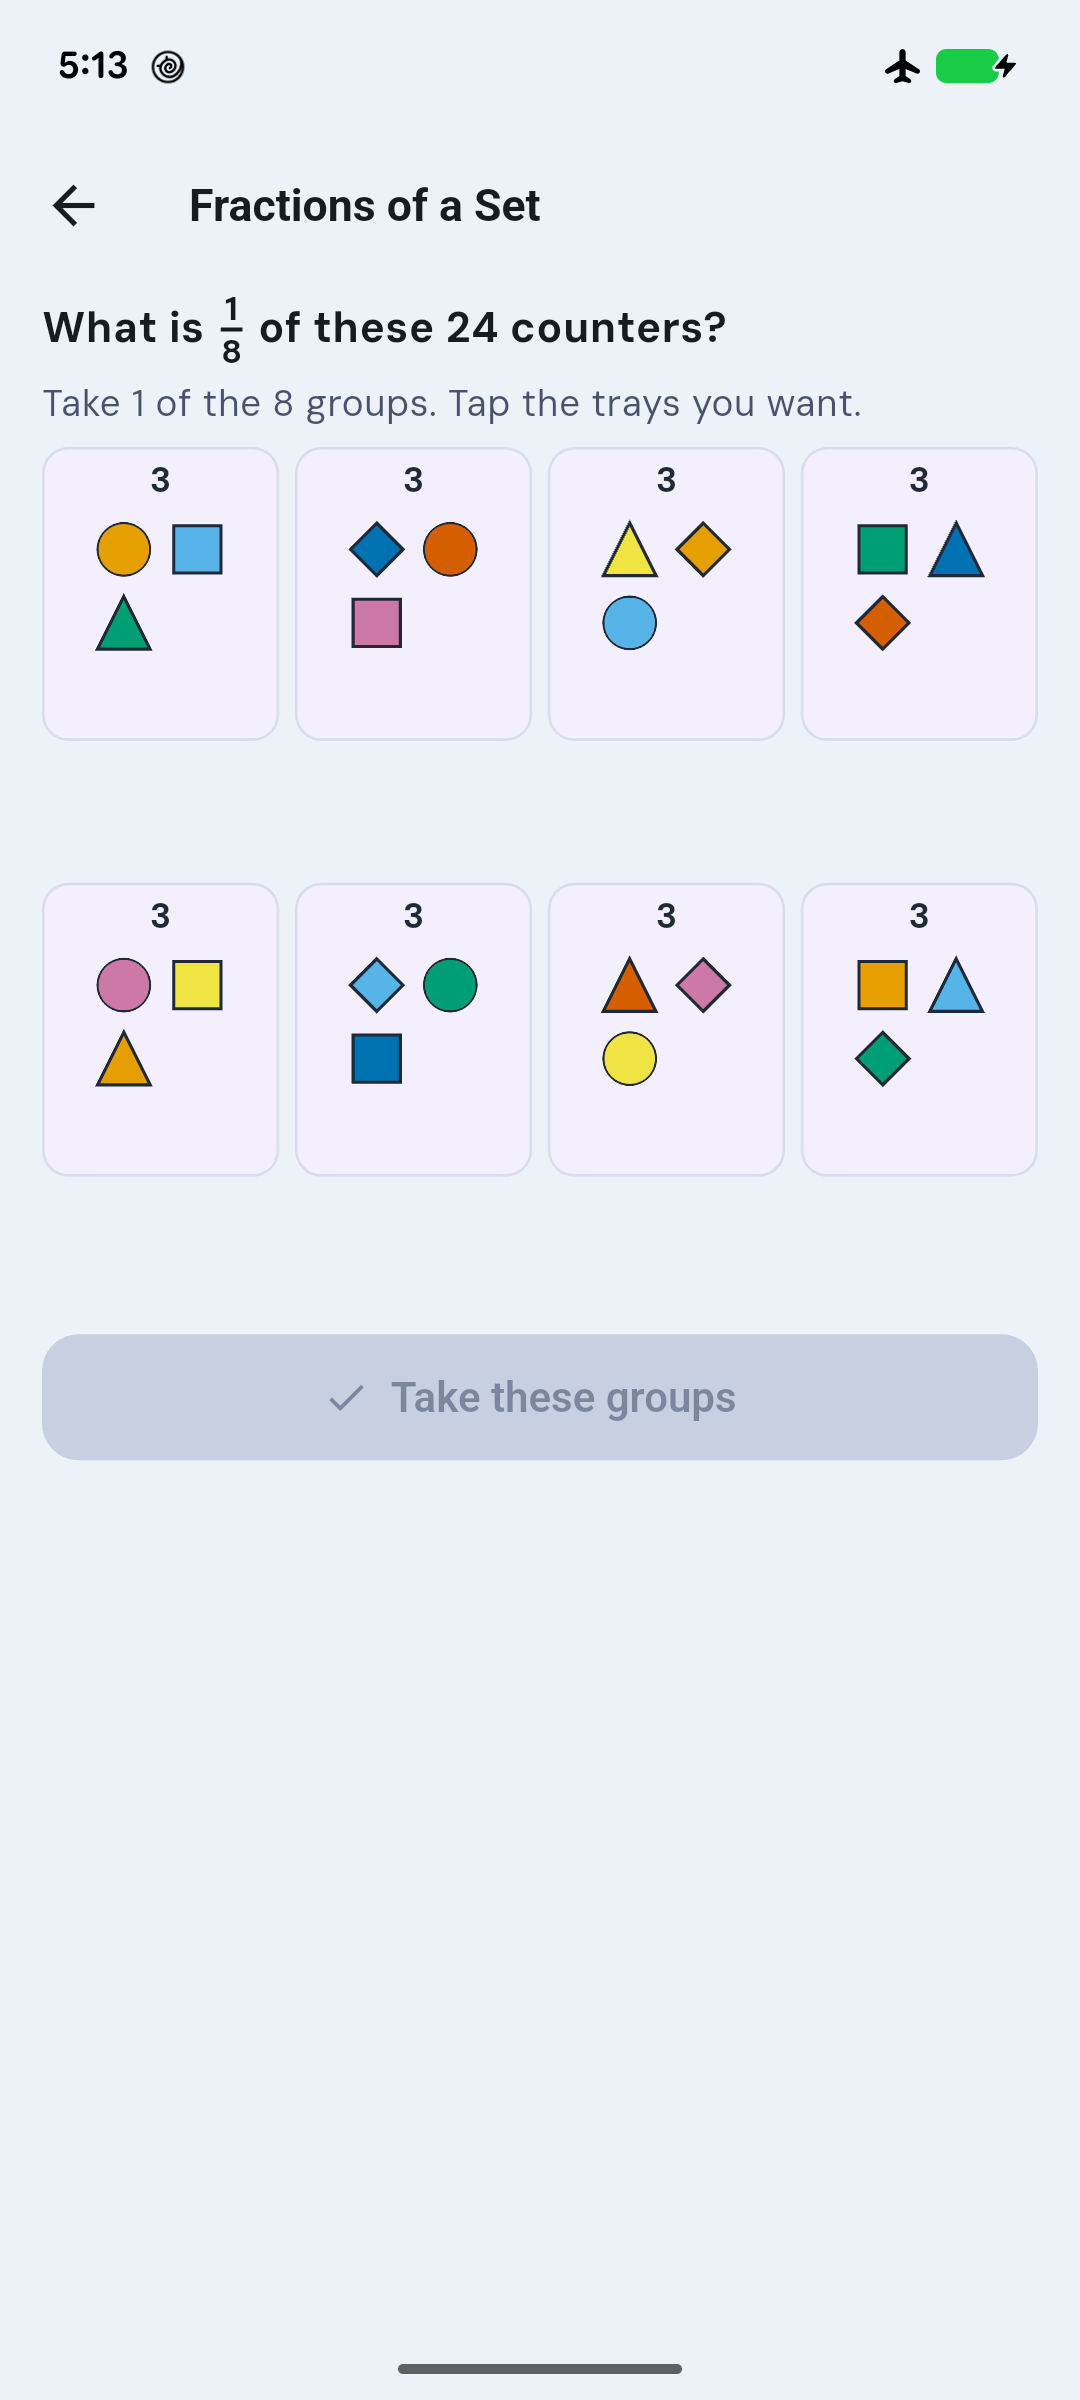 5:13
Fractions of a Set
What is 1/8 of these 24 counters?
Take 1 of the 8 groups. Tap the trays you want.
3 3 3 3
3 3 3 3
Take these groups